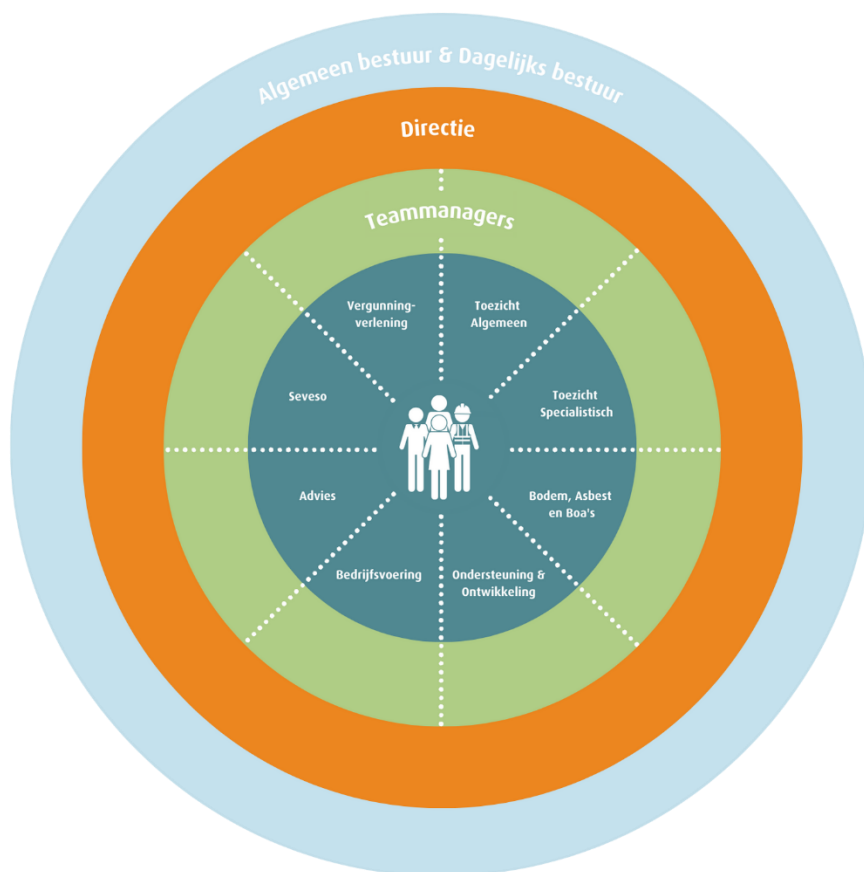 Algemeen bestuur & Dagelijks bestuur
Directie
Teammanagers
Vergunning-
verlening
Toezicht
Algemeen
Seveso
Toezicht
Specialistisch
Advies
Bodem, Asbest
en Boa's
Bedrijfsvoering
Ondersteuning &
Ontwikkeling